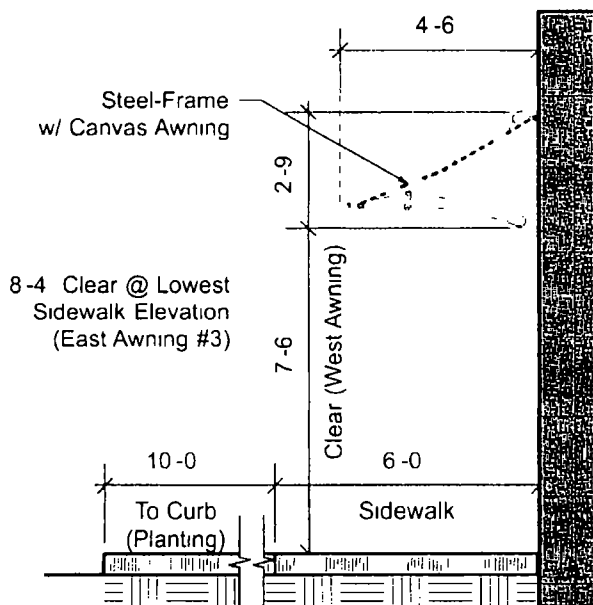 4-6
Steel-Frame
w/ Canvas Awning
2-9
8-4 Clear @ Lowest
Sidewalk Elevation
(East Awning #3)
7-6
Clear (West Awning)
10-0
6-0
To Curb
(Planting)
Sidewalk